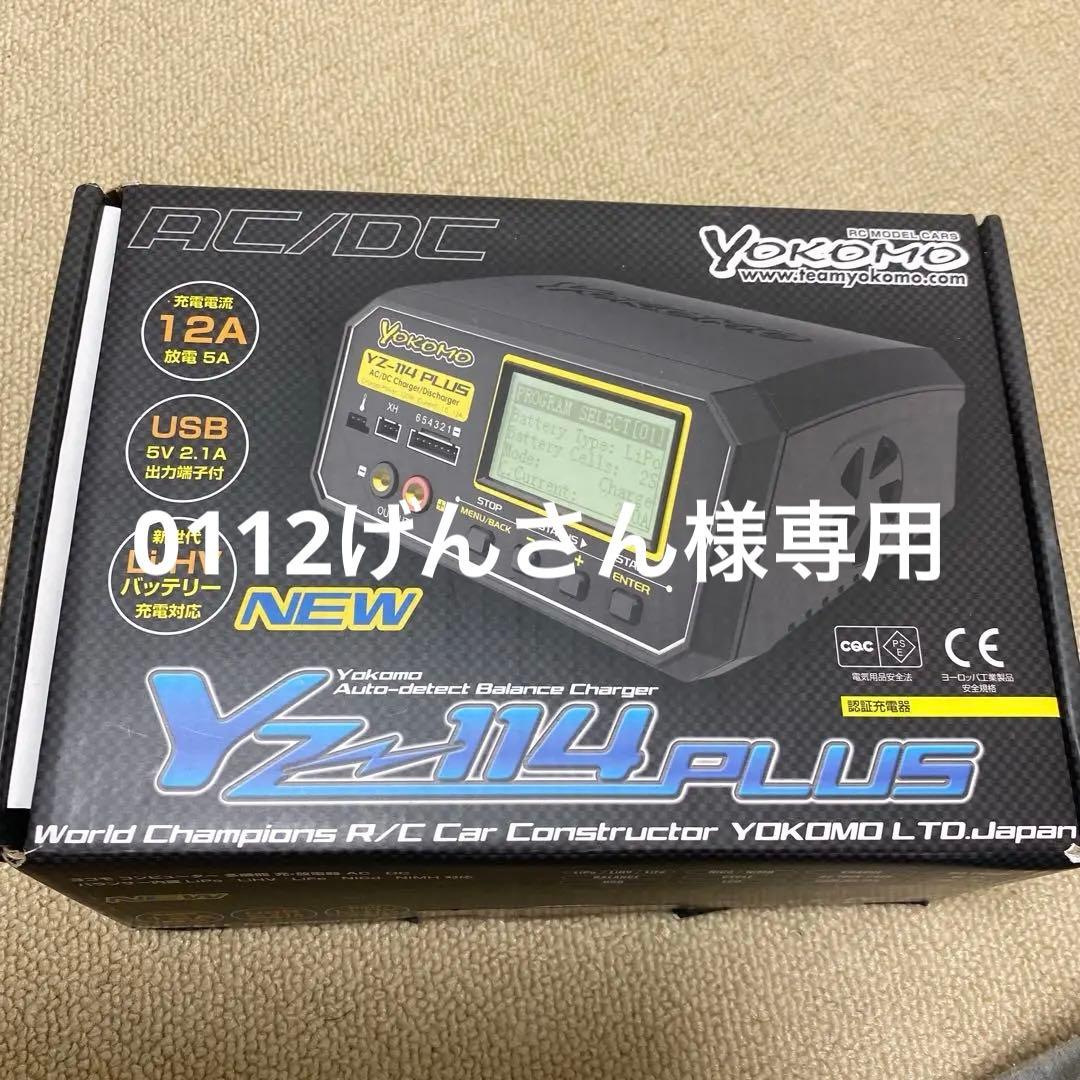 AC/DC
RC MODEL CARS
YOKOMO
www.teamyokomo.com
充電電流
12A
放電 5A
USB
5V 2.1A
出力端子付
新世代
LiHV
バッテリー
充電対応
NEW
YOKOMO
YZ-114 PLUS
AC/DC Charger/Discharger
XH
654321
PROGRAM SELECT[01]
Battery Type: LiPo
Battery Cells: 2S
Mode: Charge
C.Current:
STOP
MENU/BACK
ENTER
0112げんさん様専用
CQC
PS
E
電気用品安全法
CE
ヨーロッパ工業製品
安全規格
認証充電器
Yokomo
Auto-detect Balance Charger
YZ-114 PLUS
World Champions R/C Car Constructor YOKOMO LTD.Japan
NEW